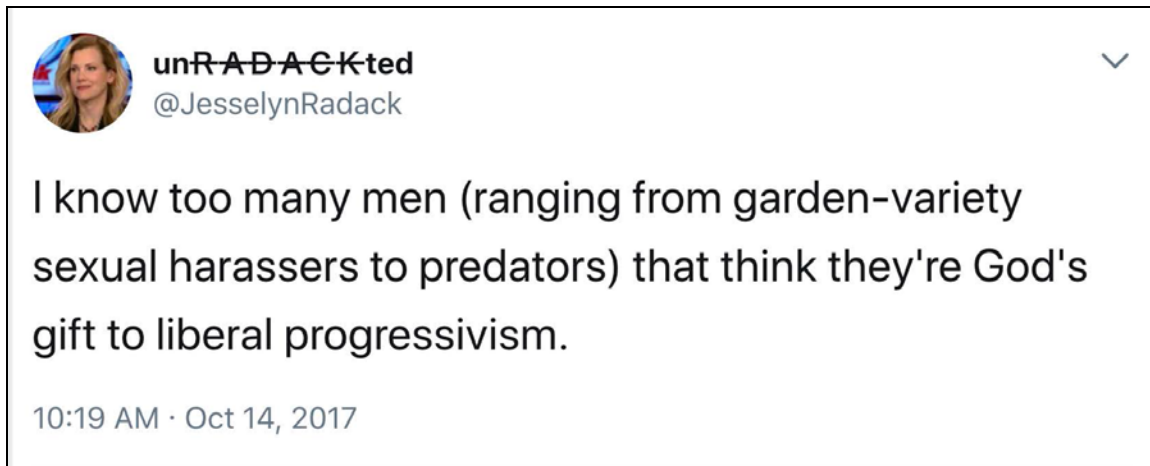 unRADACKted
@JesselynRadack
I know too many men (ranging from garden-variety
sexual harassers to predators) that think they're God's
gift to liberal progressivism.
10:19 AM · Oct 14, 2017